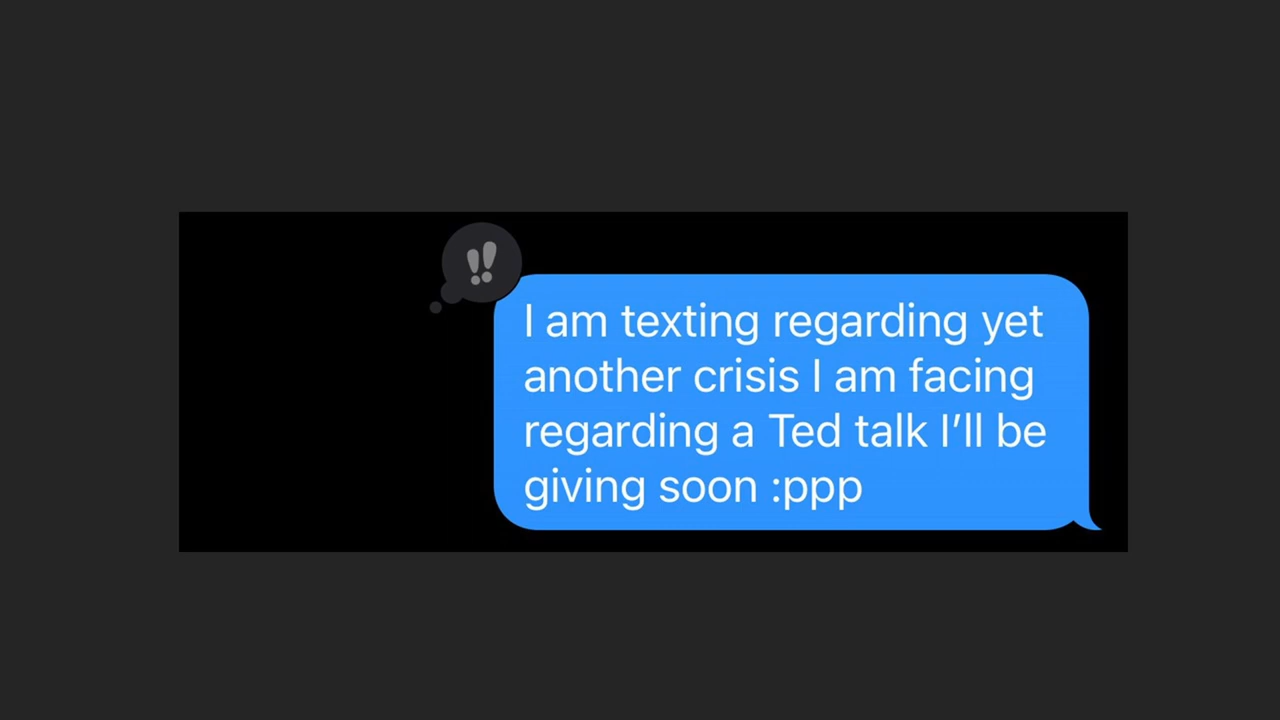 !!
I am texting regarding yet
another crisis I am facing
regarding a Ted talk I’ll be
giving soon :ppp